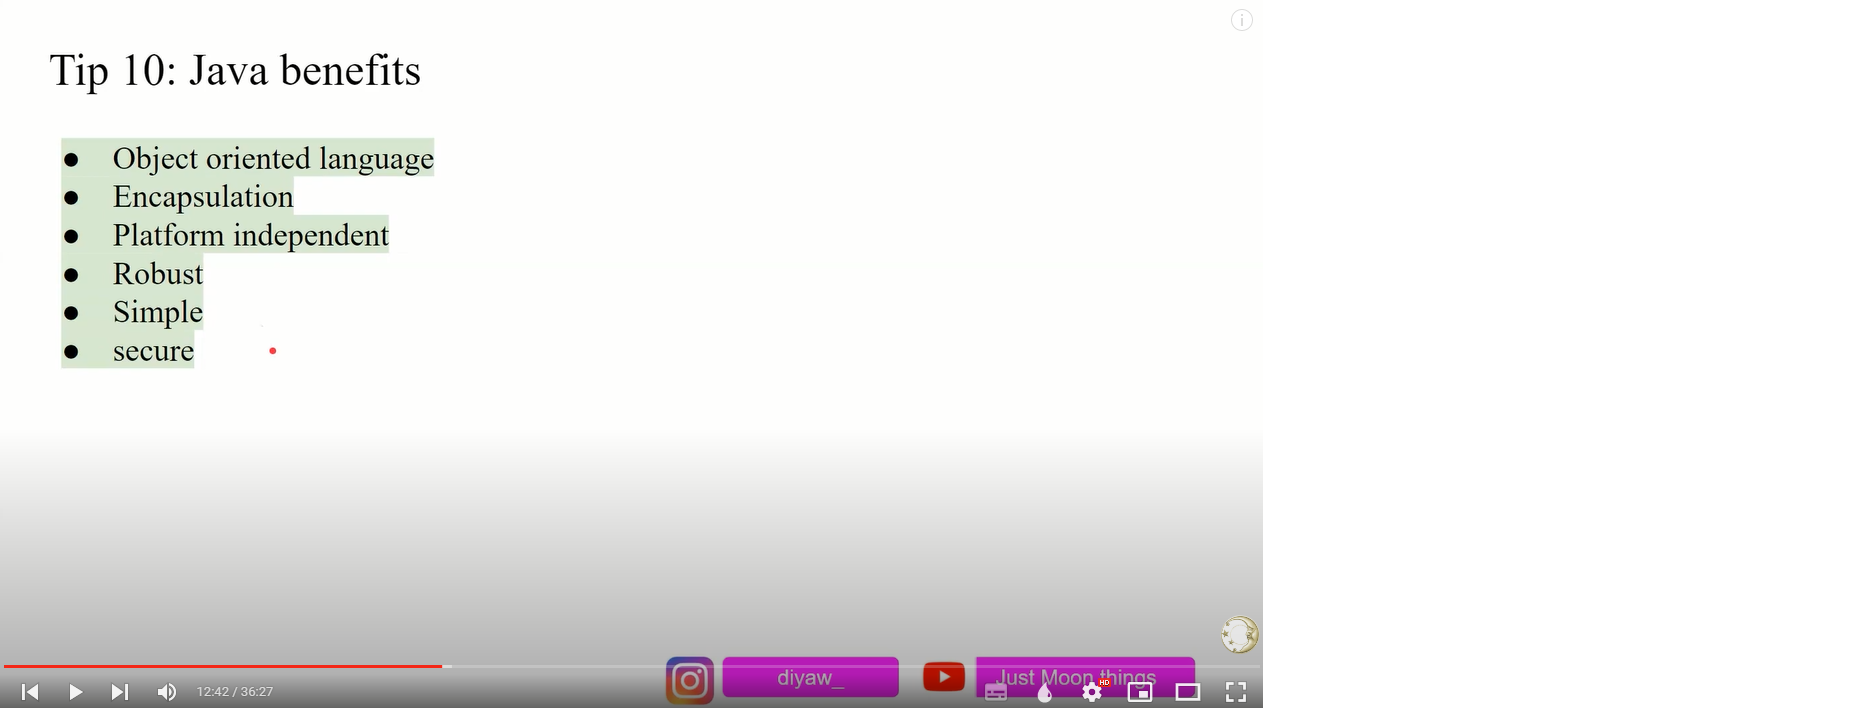 Tip 10: Java benefits
● Object oriented language
● Encapsulation
● Platform independent
● Robust
● Simple
● secure
diyaw_
Just Moon things
HD
12:42 / 36:27